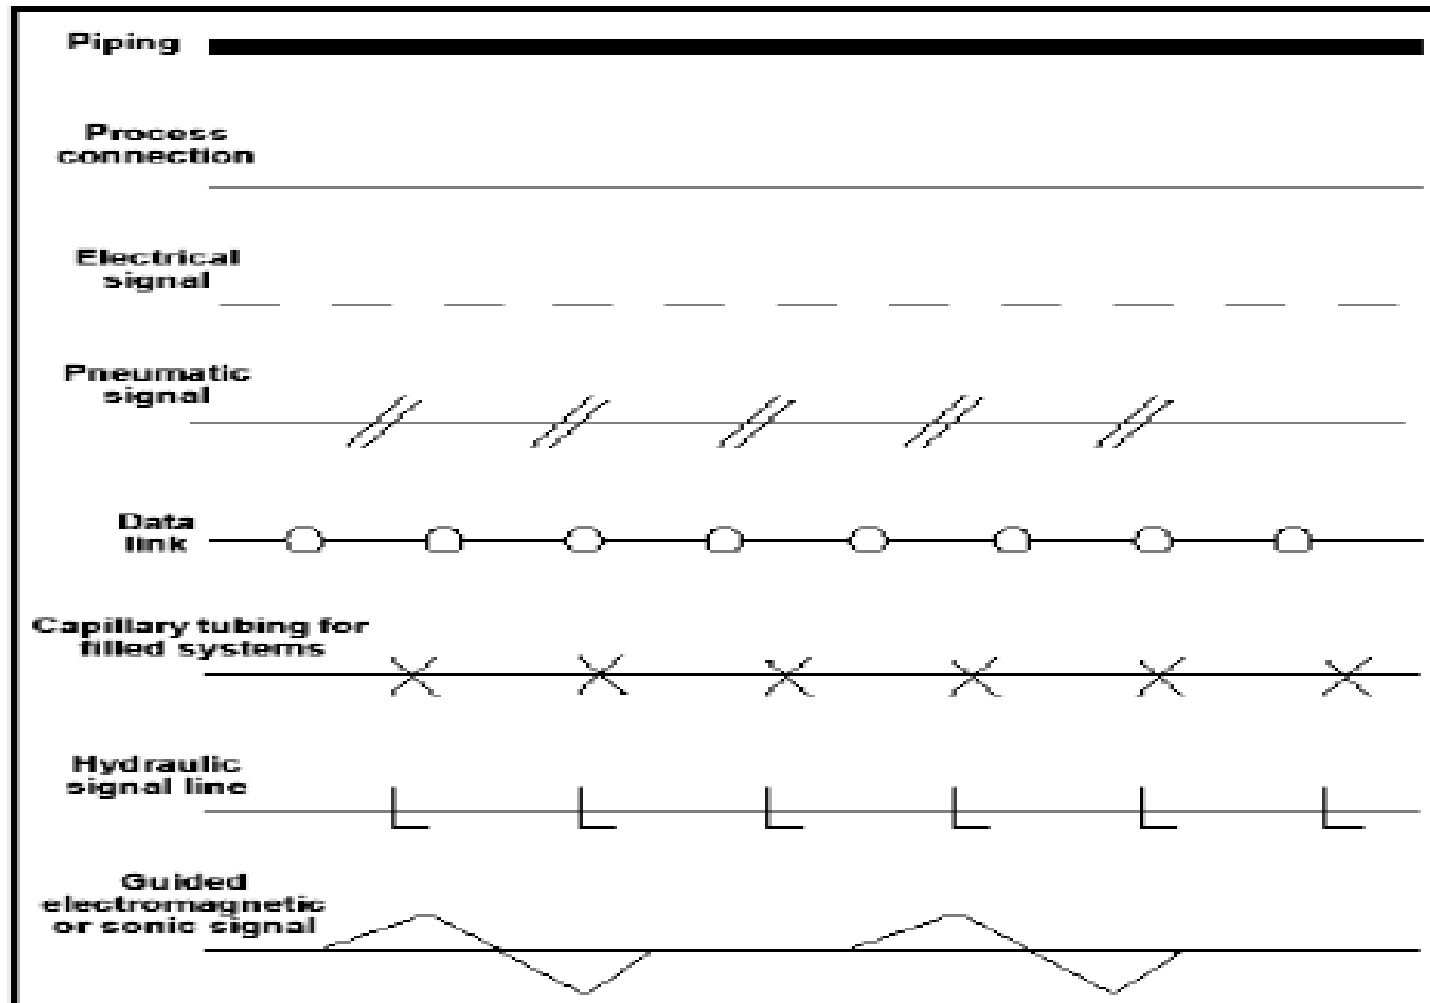 Piping
Process
connection
Electrical
signal
Pneumatic
signal
Data
link
Capillary tubing for
filled systems
Hydraulic
signal line
Guided
electromagnetic
or sonic signal